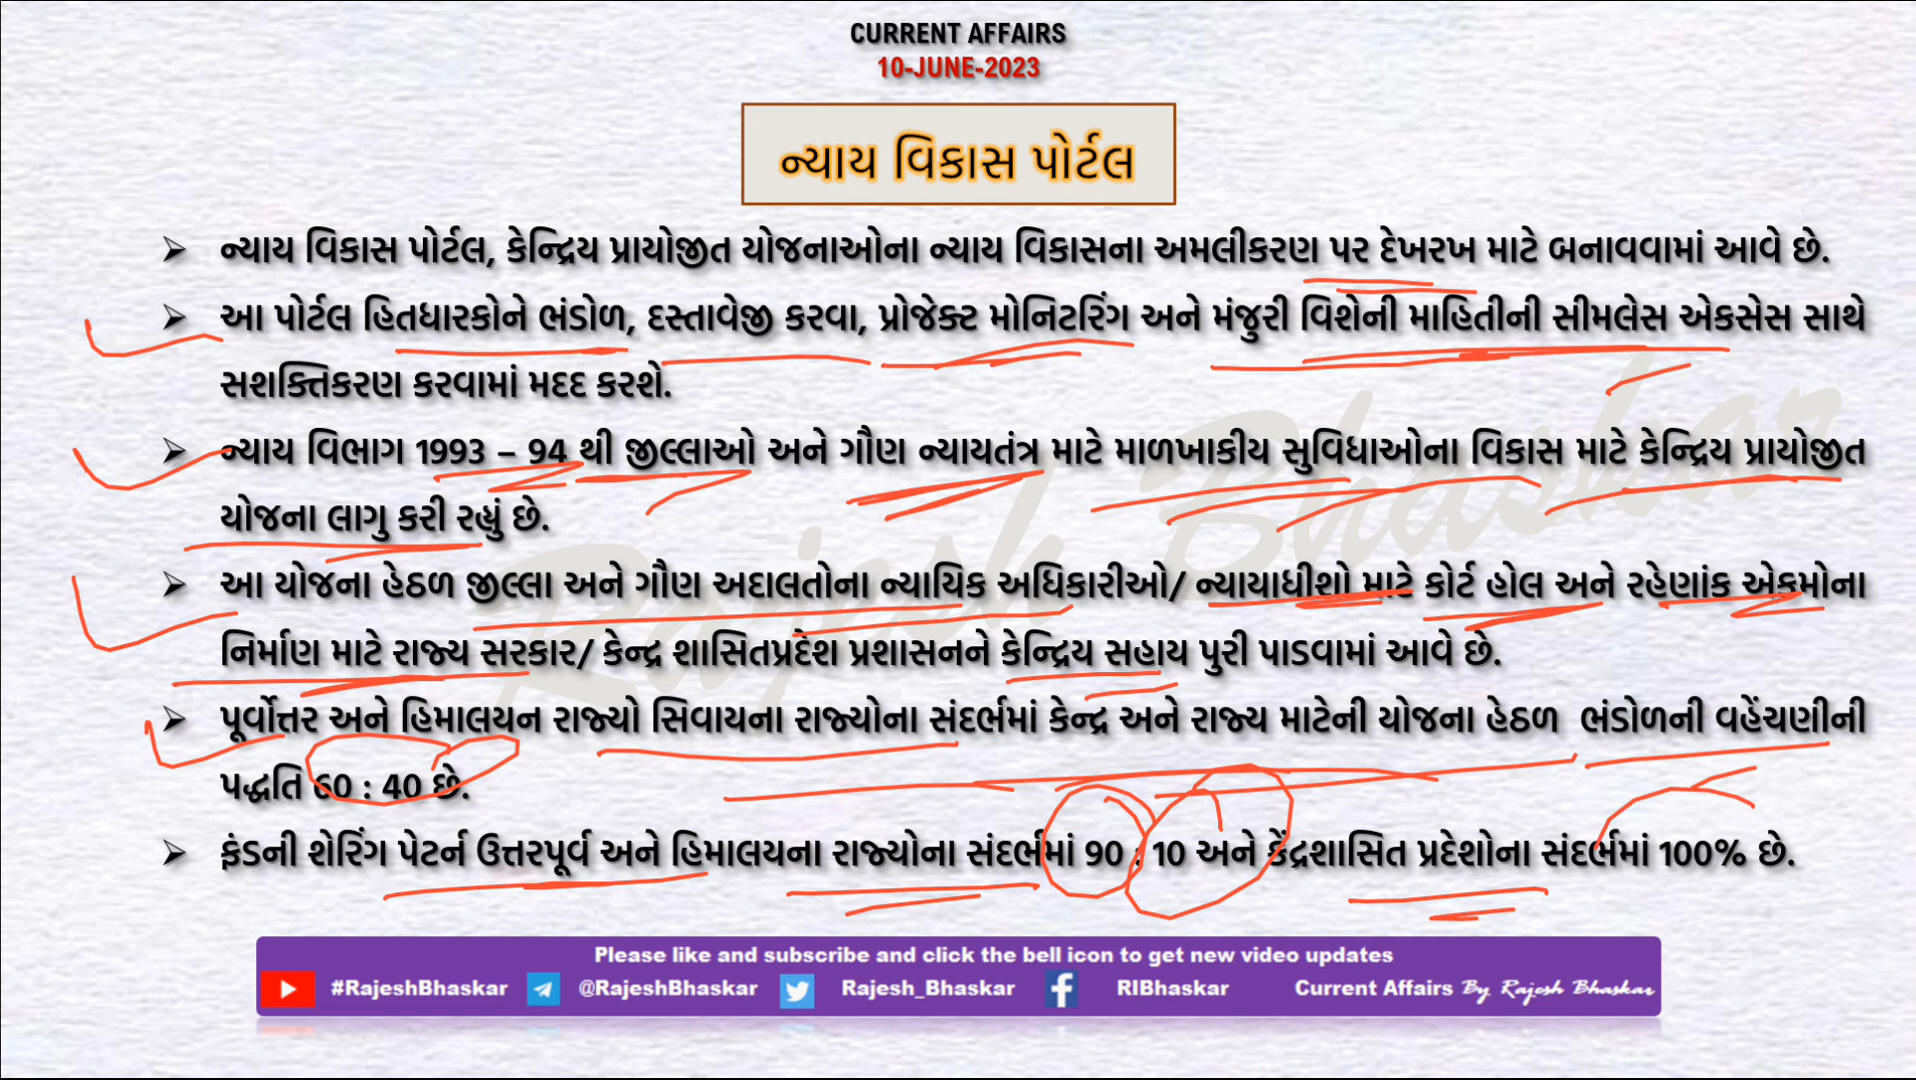 CURRENT AFFAIRS
10-JUNE-2023
ન્યાય વિકાસ પોર્ટલ
➢ ન્યાય વિકાસ પોર્ટલ, કેન્દ્રિય પ્રાયોજીત યોજનાઓના ન્યાય વિકાસના અમલીકરણ પર દેખરખ માટે બનાવવામાં આવે છે.
➢ આ પોર્ટલ હિતધારકોને ભંડોળ, દસ્તાવેજી કરવા, પ્રોજેક્ટ મોનિટરિંગ અને મંજુરી વિશેની માહિતીની સીમલેસ એકસેસ સાથે
સશક્તિકરણ કરવામાં મદદ કરશે.
➢ ન્યાય વિભાગ 1993 – 94 થી જીલ્લાઓ અને ગૌણ ન્યાયતંત્ર માટે માળખાકીય સુવિધાઓના વિકાસ માટે કેન્દ્રિય પ્રાયોજીત
યોજના લાગુ કરી રહ્યું છે.
➢ આ યોજના હેઠળ જીલ્લા અને ગૌણ અદાલતોના ન્યાયિક અધિકારીઓ/ ન્યાયાધીશો માટે કોર્ટ હોલ અને રહેણાંક એકમોના
નિર્માણ માટે રાજ્ય સરકાર/ કેન્દ્ર શાસિતપ્રદેશ પ્રશાસનને કેન્દ્રિય સહાય પુરી પાડવામાં આવે છે.
➢ પૂર્વોત્તર અને હિમાલયન રાજ્યો સિવાયના રાજ્યોના સંદર્ભમાં કેન્દ્ર અને રાજ્ય માટેની યોજના હેઠળ ભંડોળની વહેંચણીની
પદ્ધતિ 60 : 40 છે.
➢ ફંડની શેરિંગ પેટર્ન ઉત્તરપૂર્વ અને હિમાલયના રાજ્યોના સંદર્ભમાં 90 : 10 અને કેંદ્રશાસિત પ્રદેશોના સંદર્ભમાં 100% છે.
Rajesh Bhaskar
Please like and subscribe and click the bell icon to get new video updates
#RajeshBhaskar @RajeshBhaskar Rajesh_Bhaskar RIBhaskar Current Affairs By Rajesh Bhaskar